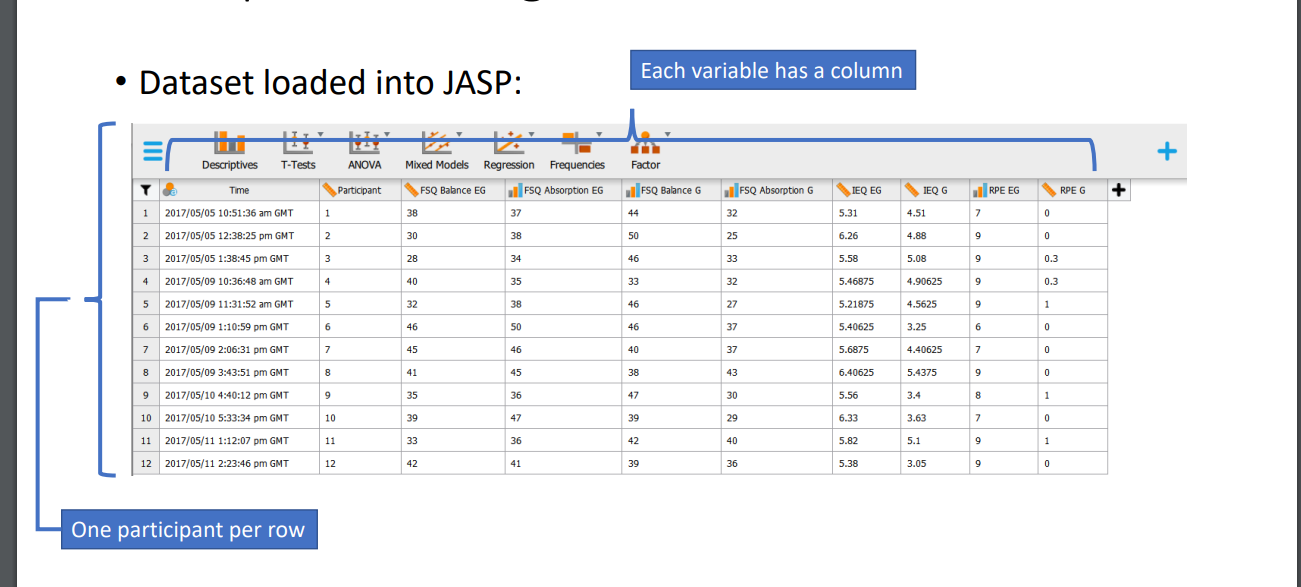 Each variable has a column
• Dataset loaded into JASP:
Descriptives T-Tests ANOVA Mixed Models Regression Frequencies Factor
Time Participant FSQ Balance EG FSQ Absorption EG FSQ Balance G FSQ Absorption G IEQ EG IEQ G RPE EG RPE G
1 2017/05/05 10:51:36 am GMT 1 38 37 44 32 5.31 4.51 7 0
2 2017/05/05 12:38:25 pm GMT 2 30 38 50 25 6.26 4.88 9 0
3 2017/05/05 1:38:45 pm GMT 3 28 34 46 33 5.58 5.08 9 0.3
4 2017/05/09 10:36:48 am GMT 4 40 35 33 32 5.46875 4.90625 9 0.3
5 2017/05/09 11:31:52 am GMT 5 32 38 46 27 5.21875 4.5625 9 1
6 2017/05/09 1:10:59 pm GMT 6 46 50 46 37 5.40625 3.25 6 0
7 2017/05/09 2:06:31 pm GMT 7 45 46 40 37 5.6875 4.40625 7 0
8 2017/05/09 3:43:51 pm GMT 8 41 45 38 43 6.40625 5.4375 9 0
9 2017/05/10 4:40:12 pm GMT 9 35 36 47 30 5.56 3.4 8 1
10 2017/05/10 5:33:34 pm GMT 10 39 47 39 29 6.33 3.63 7 0
11 2017/05/11 1:12:07 pm GMT 11 33 36 42 40 5.82 5.1 9 1
12 2017/05/11 2:23:46 pm GMT 12 42 41 39 36 5.38 3.05 9 0
One participant per row